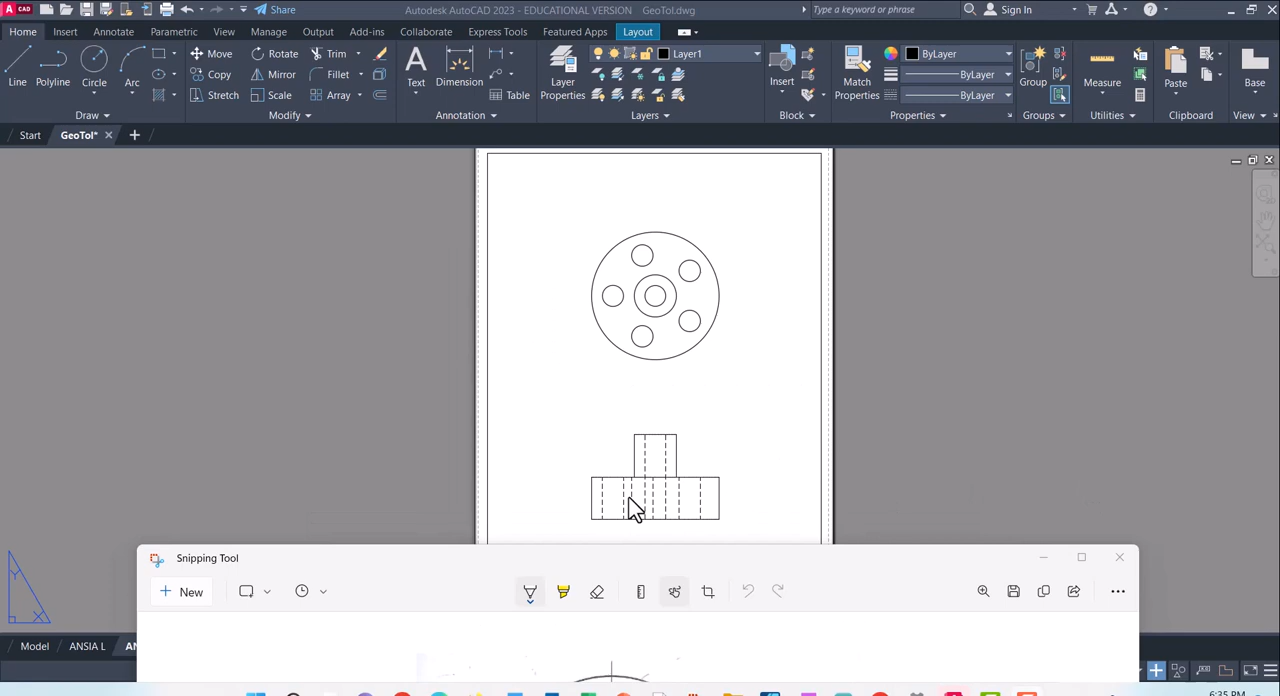 CAD
Share
Autodesk AutoCAD 2023 - EDUCATIONAL VERSION GeoTol.dwg
Type a keyword or phrase
Sign In
Home Insert Annotate Parametric View Manage Output Add-ins Collaborate Express Tools Featured Apps Layout
Line Polyline Circle Arc
Move Rotate Trim
Copy Mirror Fillet
Stretch Scale Array
Text Dimension Table
Layer Properties
Layer1
Insert
Match Properties
ByLayer
ByLayer
ByLayer
Group
Measure
Paste
Base
Draw Modify Annotation Layers Block Properties Groups Utilities Clipboard View
Start GeoTol*
Y
X
Snipping Tool
New
Model ANSIA L AN
6:35 PM